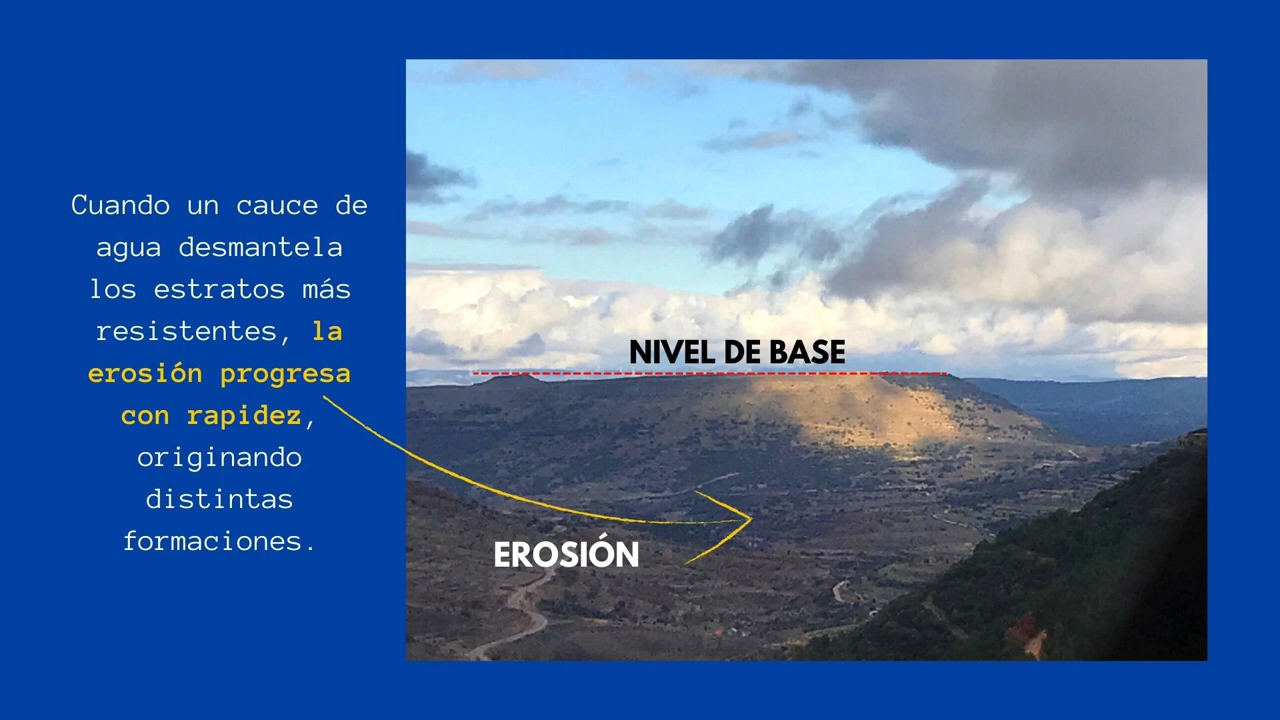 Cuando un cauce de
agua desmantela
los estratos más
resistentes, la
erosión progresa
con rapidez,
originando
distintas
formaciones.
NIVEL DE BASE
EROSIÓN